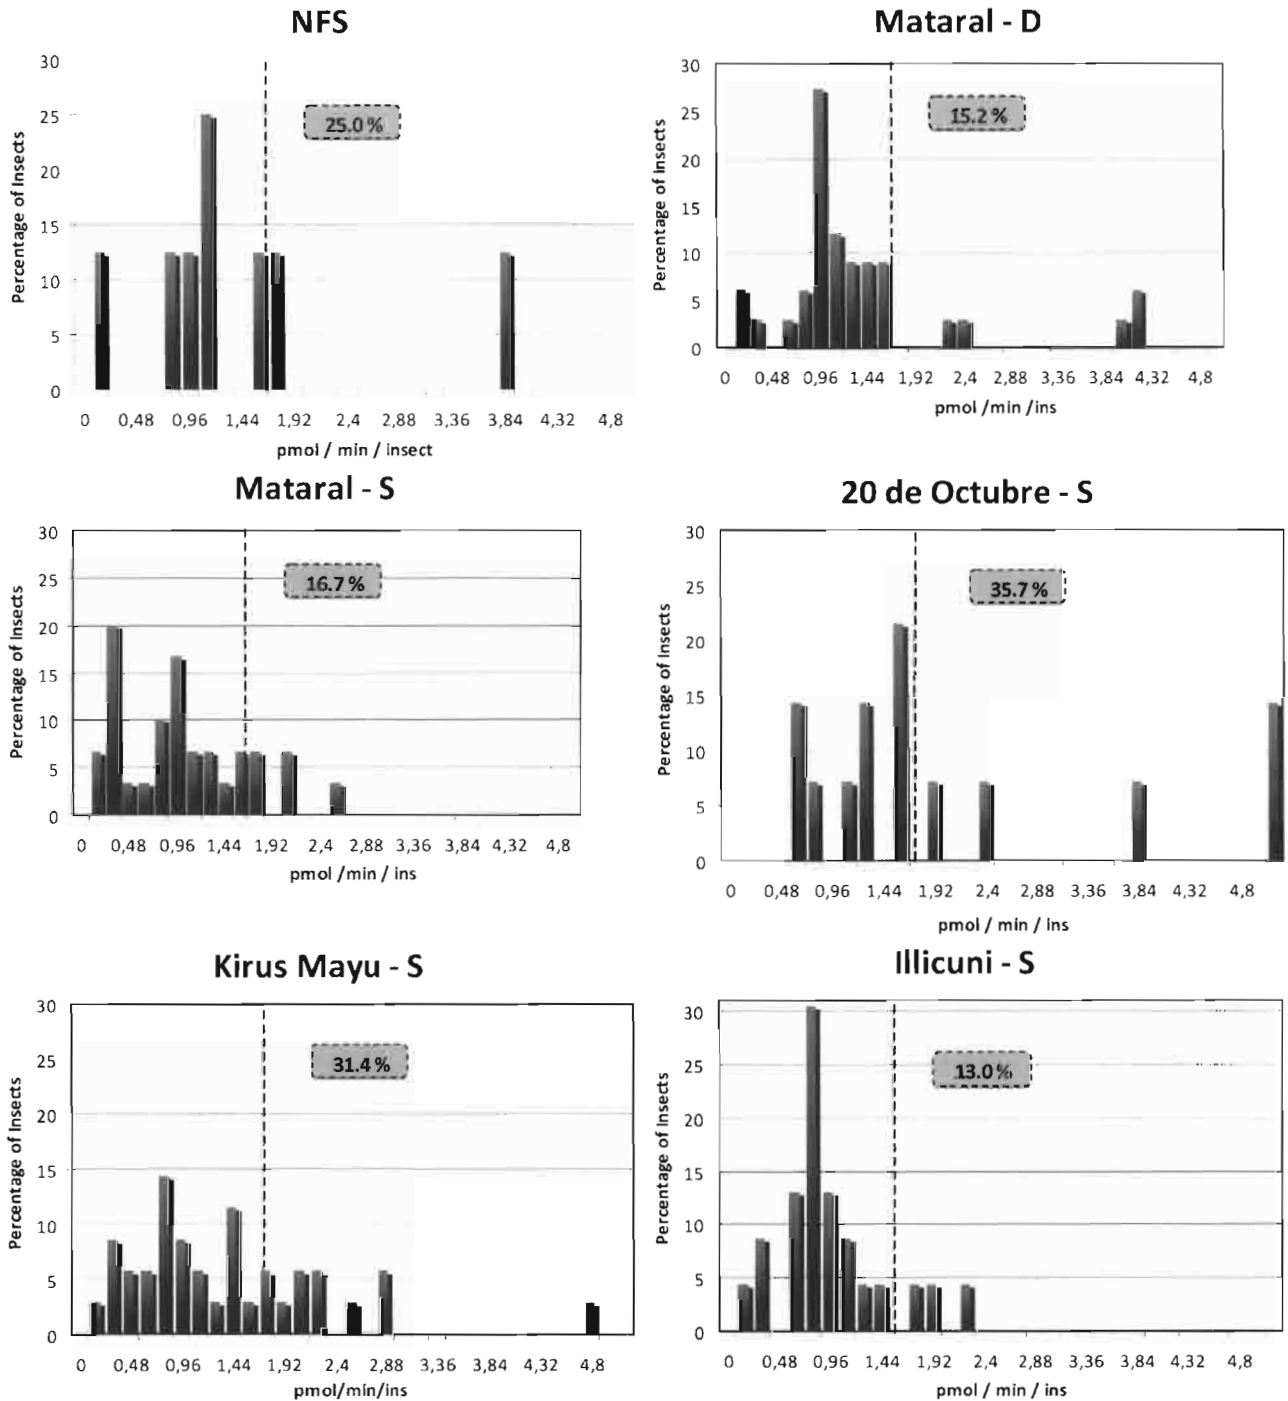 NFS
30
25
20
15
10
5
0
Percentage of Insects
25.0 %
0 0,48 0,96 1,44 1,92 2,4 2,88 3,36 3,84 4,32 4,8
pmol / min / insect
Mataral - D
30
25
20
15
10
5
0
Percentage of Insects
15.2 %
0 0,48 0,96 1,44 1,92 2,4 2,88 3,36 3,84 4,32 4,8
pmol /min /ins
Mataral - S
30
25
20
15
10
5
0
Percentage of Insects
16.7 %
0 0,48 0,96 1,44 1,92 2,4 2,88 3,36 3,84 4,32 4,8
pmol /min / ins
20 de Octubre - S
30
25
20
15
10
5
0
Percentage of Insects
35.7 %
0 0,48 0,96 1,44 1,92 2,4 2,88 3,36 3,84 4,32 4,8
pmol / min / ins
Kirus Mayu - S
30
25
20
15
10
5
0
Percentage of Insects
31.4 %
0 0,48 0,96 1,44 1,92 2,4 2,88 3,36 3,84 4,32 4,8
pmol/min/ins
Illicuni - S
30
25
20
15
10
5
0
Percentage of Insects
13.0 %
0 0,48 0,96 1,44 1,92 2,4 2,88 3,36 3,84 4,32 4,8
pmol / min / ins